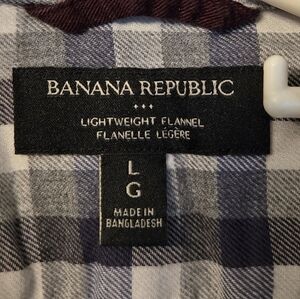 BANANA REPUBLIC
LIGHTWEIGHT FLANNEL
FLANELLE LÉGÈRE
L
G
MADE IN
BANGLADESH